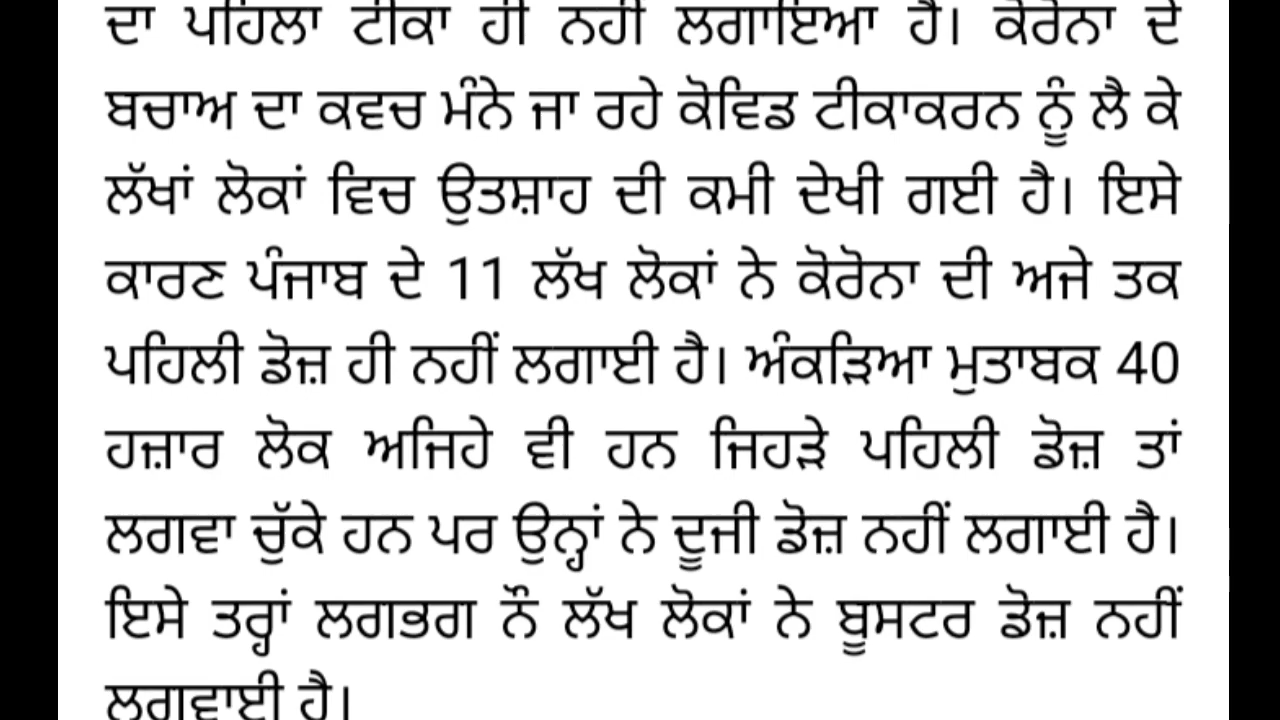 ਦਾ ਪਹਿਲਾ ਟੀਕਾ ਹੀ ਨਹੀਂ ਲਗਾਇਆ ਹੈ। ਕੋਰੋਨਾ ਦੇ
ਬਚਾਅ ਦਾ ਕਵਚ ਮੰਨੇ ਜਾ ਰਹੇ ਕੋਵਿਡ ਟੀਕਾਕਰਨ ਨੂੰ ਲੈ ਕੇ
ਲੱਖਾਂ ਲੋਕਾਂ ਵਿਚ ਉਤਸ਼ਾਹ ਦੀ ਕਮੀ ਦੇਖੀ ਗਈ ਹੈ। ਇਸੇ
ਕਾਰਣ ਪੰਜਾਬ ਦੇ 11 ਲੱਖ ਲੋਕਾਂ ਨੇ ਕੋਰੋਨਾ ਦੀ ਅਜੇ ਤਕ
ਪਹਿਲੀ ਡੋਜ਼ ਹੀ ਨਹੀਂ ਲਗਾਈ ਹੈ। ਅੰਕੜਿਆ ਮੁਤਾਬਕ 40
ਹਜ਼ਾਰ ਲੋਕ ਅਜਿਹੇ ਵੀ ਹਨ ਜਿਹੜੇ ਪਹਿਲੀ ਡੋਜ਼ ਤਾਂ
ਲਗਵਾ ਚੁੱਕੇ ਹਨ ਪਰ ਉਨ੍ਹਾਂ ਨੇ ਦੂਜੀ ਡੋਜ਼ ਨਹੀਂ ਲਗਾਈ ਹੈ।
ਇਸੇ ਤਰ੍ਹਾਂ ਲਗਭਗ ਨੌ ਲੱਖ ਲੋਕਾਂ ਨੇ ਬੂਸਟਰ ਡੋਜ਼ ਨਹੀਂ
ਲਗਵਾਈ ਹੈ।